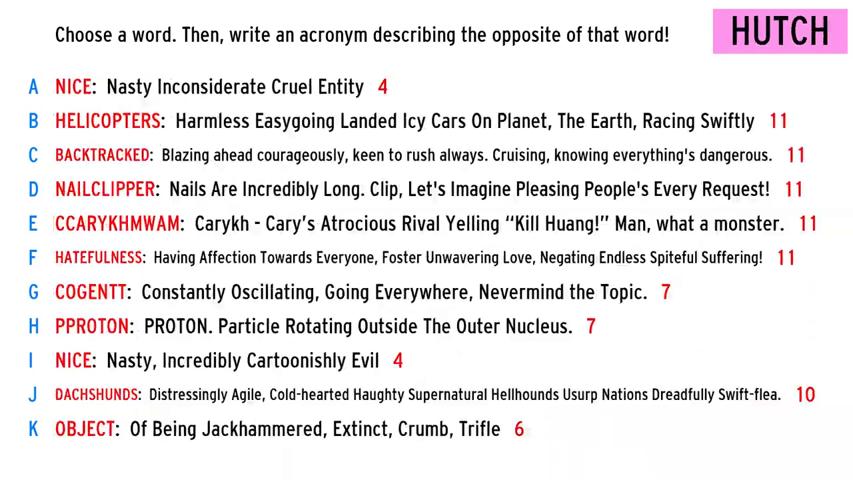 Choose a word. Then, write an acronym describing the opposite of that word!
HUTCH
A NICE: Nasty Inconsiderate Cruel Entity 4
B HELICOPTERS: Harmless Easygoing Landed Icy Cars On Planet, The Earth, Racing Swiftly 11
C BACKTRACKED: Blazing ahead courageously, keen to rush always. Cruising, knowing everything's dangerous. 11
D NAILCLIPPER: Nails Are Incredibly Long. Clip, Let's Imagine Pleasing People's Every Request! 11
E CCARYKHMWAM: Carykh - Cary's Atrocious Rival Yelling “Kill Huang!” Man, what a monster. 11
F HATEFULNESS: Having Affection Towards Everyone, Foster Unwavering Love, Negating Endless Spiteful Suffering! 11
G COGENTT: Constantly Oscillating, Going Everywhere, Nevermind the Topic. 7
H PPROTON: PROTON. Particle Rotating Outside The Outer Nucleus. 7
I NICE: Nasty, Incredibly Cartoonishly Evil 4
J DACHSHUNDS: Distressingly Agile, Cold-hearted Haughty Supernatural Hellhounds Usurp Nations Dreadfully Swift-flea. 10
K OBJECT: Of Being Jackhammered, Extinct, Crumb, Trifle 6